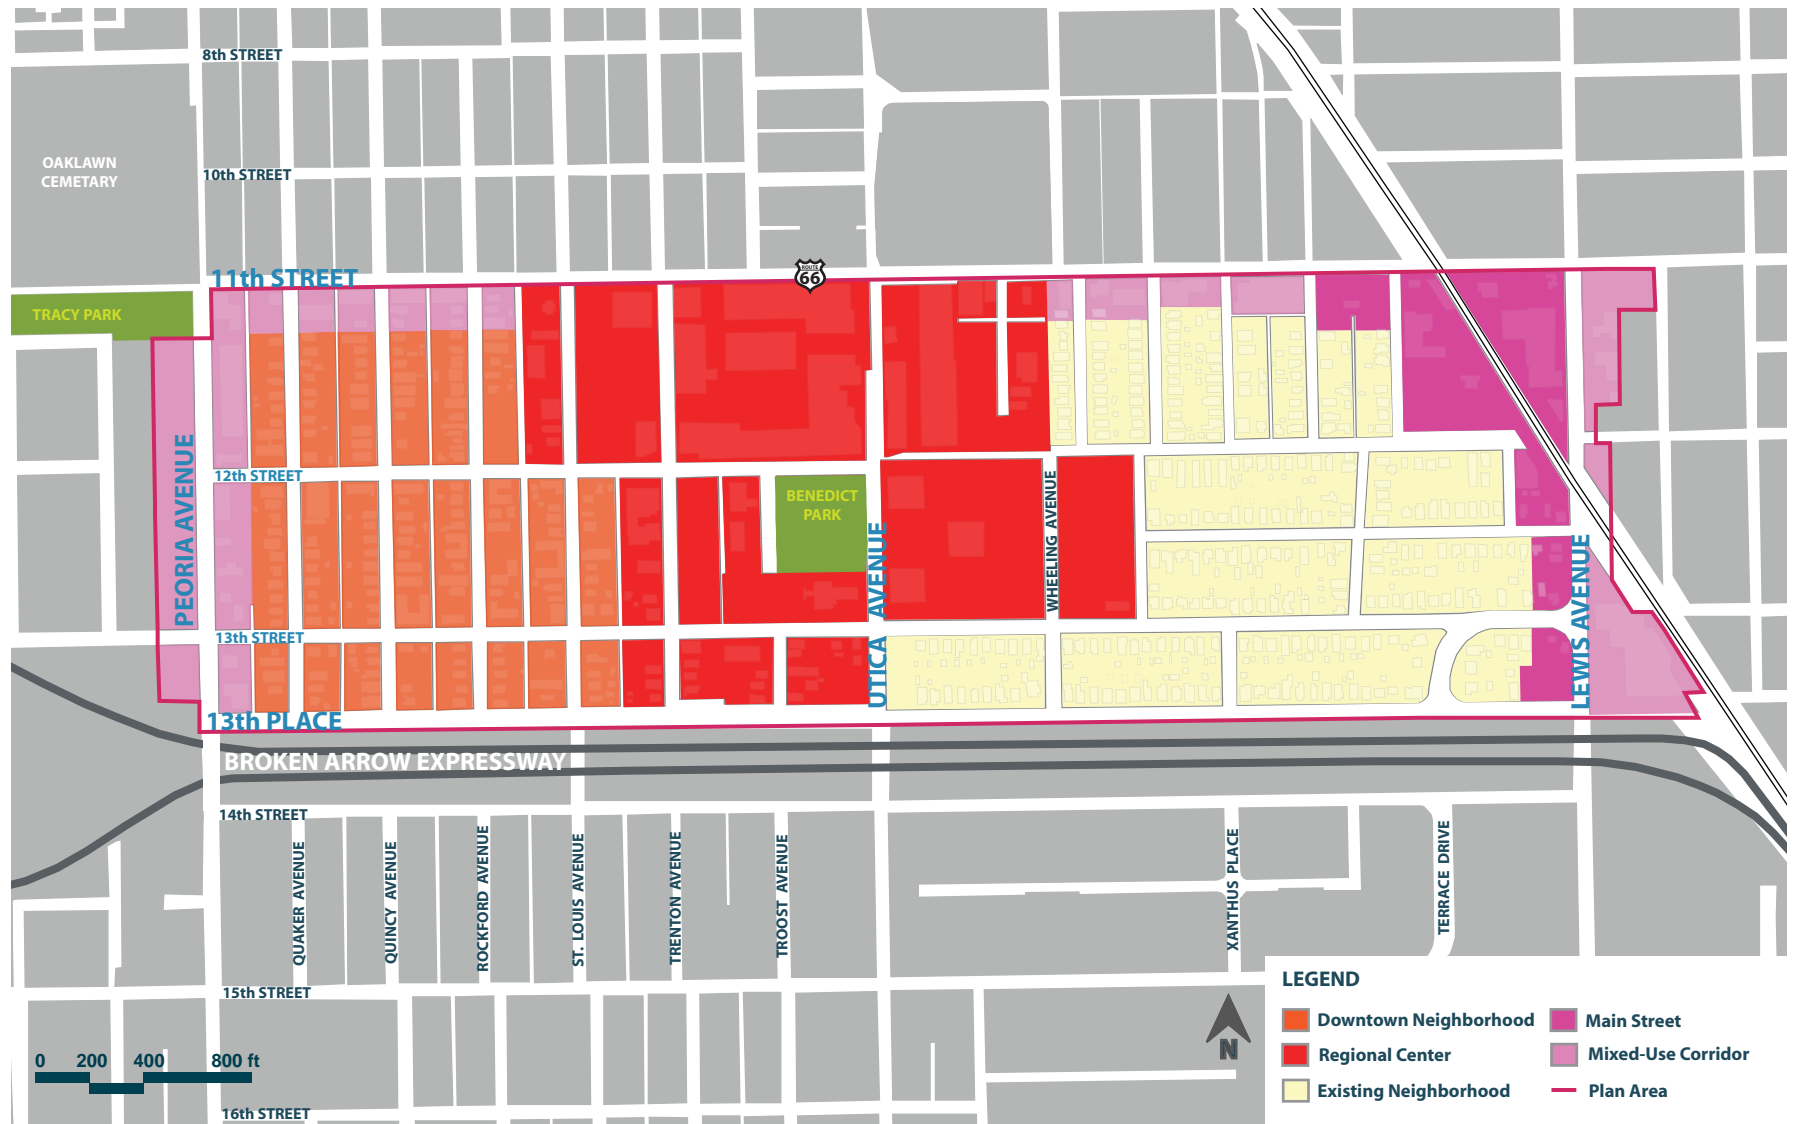 8th STREET
OAKLAWN
CEMETARY
10th STREET
11th STREET
ROUTE
66
TRACY PARK
PEORIA AVENUE
12th STREET
BENEDICT
PARK
UTICA AVENUE
WHEELING AVENUE
LEWIS AVENUE
13th STREET
13th PLACE
BROKEN ARROW EXPRESSWAY
14th STREET
QUAKER AVENUE
QUINCY AVENUE
ROCKFORD AVENUE
ST. LOUIS AVENUE
TRENTON AVENUE
TROOST AVENUE
XANTHUS PLACE
TERRACE DRIVE
15th STREET
16th STREET
0 200 400 800 ft
N
LEGEND
Downtown Neighborhood
Regional Center
Existing Neighborhood
Main Street
Mixed-Use Corridor
Plan Area